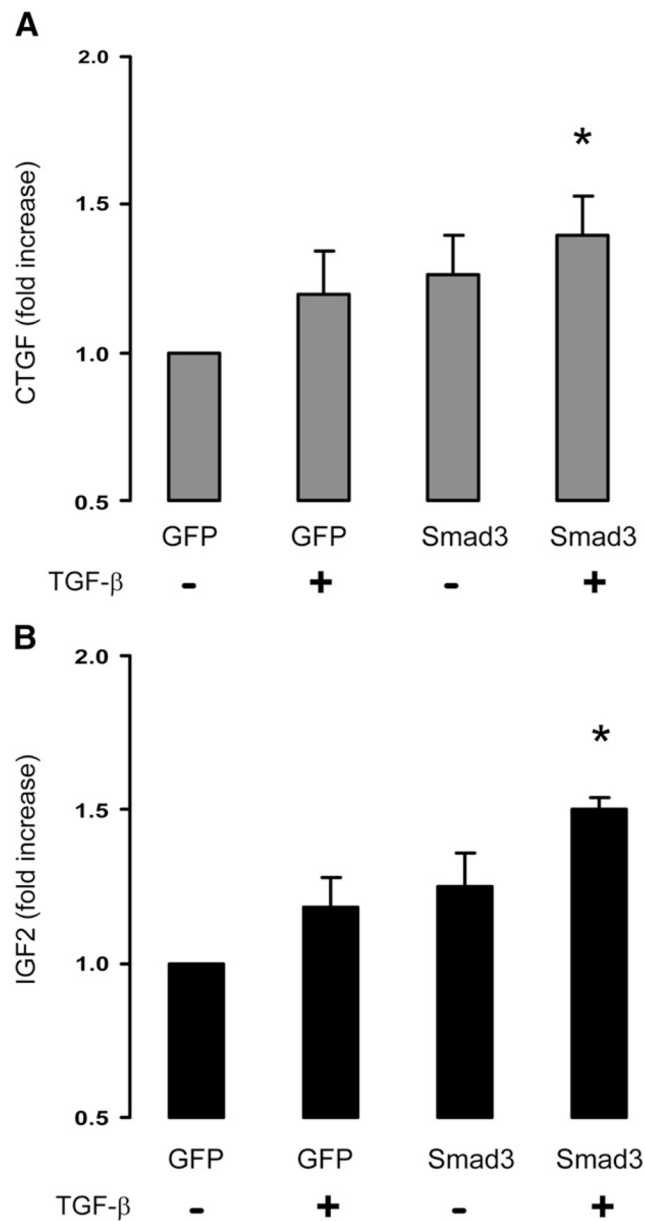 A
2.0
*
1.5
CTGF (fold increase)
1.0
0.5
GFP GFP Smad3 Smad3
TGF-β - + - +
B
2.0
*
1.5
IGF2 (fold increase)
1.0
0.5
GFP GFP Smad3 Smad3
TGF-β - + - +